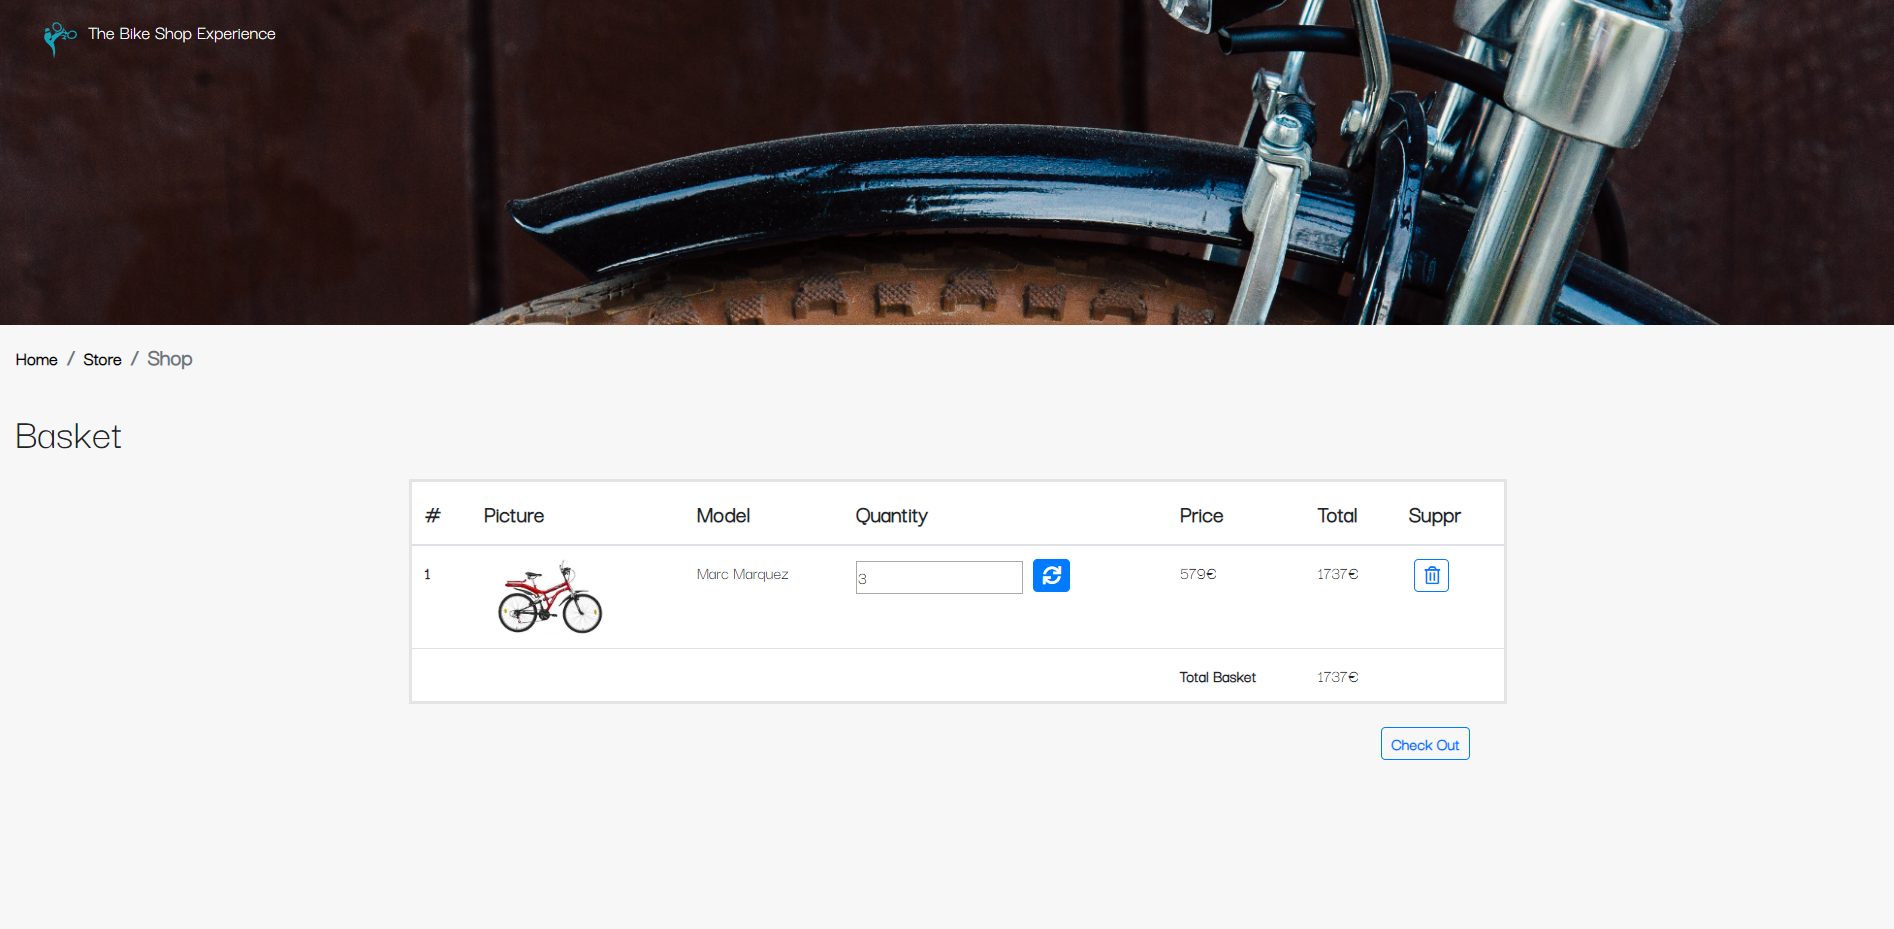 The Bike Shop Experience
Home / Store / Shop
Basket
# Picture Model Quantity Price Total Suppr
1 Marc Marquez 3 579€ 1737€
Total Basket 1737€
Check Out